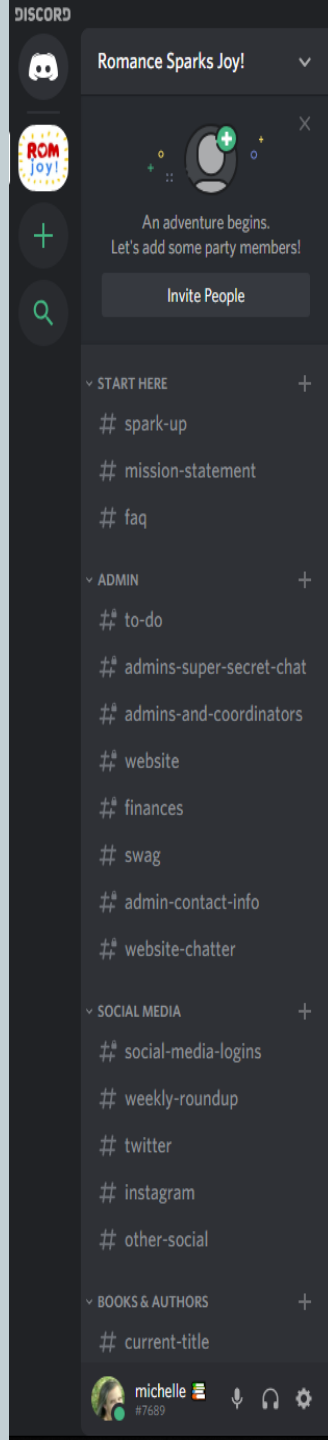 DISCORD
Romance Sparks Joy!
ROM
joy!
An adventure begins.
Let's add some party members!
Invite People
START HERE
# spark-up
# mission-statement
# faq
ADMIN
# to-do
# admins-super-secret-chat
# admins-and-coordinators
# website
# finances
# swag
# admin-contact-info
# website-chatter
SOCIAL MEDIA
# social-media-logins
# weekly-roundup
# twitter
# instagram
# other-social
BOOKS & AUTHORS
# current-title
michelle 📚
#7689